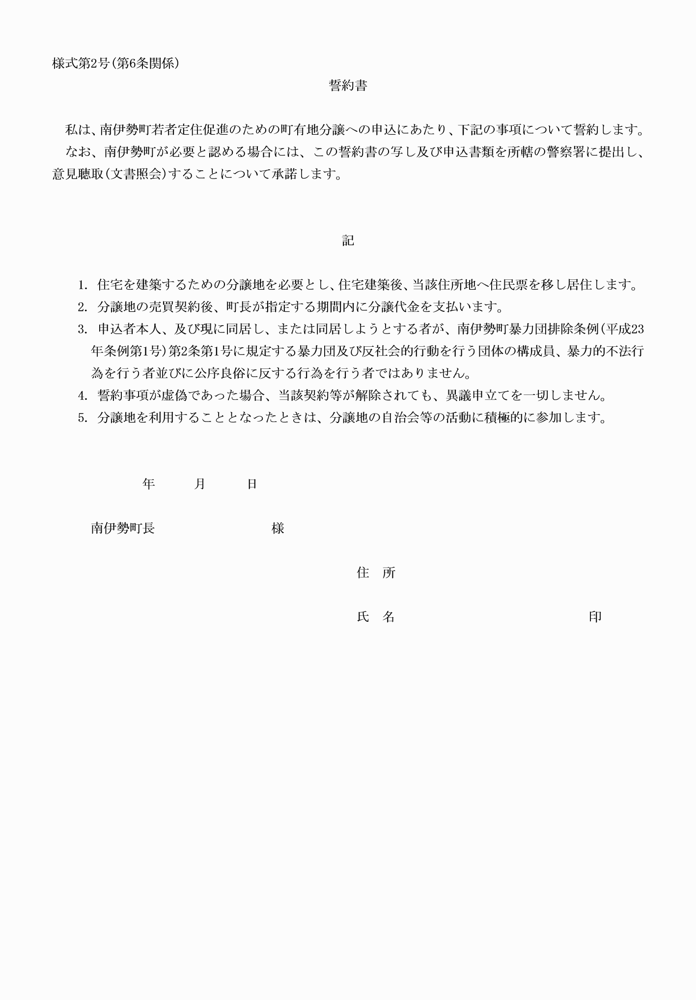 様式第2号(第6条関係)
誓約書
私は、南伊勢町若者定住促進のための町有地分譲への申込にあたり、下記の事項について誓約します。
なお、南伊勢町が必要と認める場合には、この誓約書の写し及び申込書類を所轄の警察署に提出し、
意見聴取(文書照会)することについて承諾します。
記
1. 住宅を建築するための分譲地を必要とし、住宅建築後、当該住所地へ住民票を移し居住します。
2. 分譲地の売買契約後、町長が指定する期間内に分譲代金を支払います。
3. 申込者本人、及び現に同居し、または同居しようとする者が、南伊勢町暴力団排除条例(平成23
年条例第1号)第2条第1号に規定する暴力団及び反社会的行動を行う団体の構成員、暴力的不法行
為を行う者並びに公序良俗に反する行為を行う者ではありません。
4. 誓約事項が虚偽であった場合、当該契約等が解除されても、異議申立てを一切しません。
5. 分譲地を利用することとなったときは、分譲地の自治会等の活動に積極的に参加します。
年 月 日
南伊勢町長 様
住 所
氏 名 印